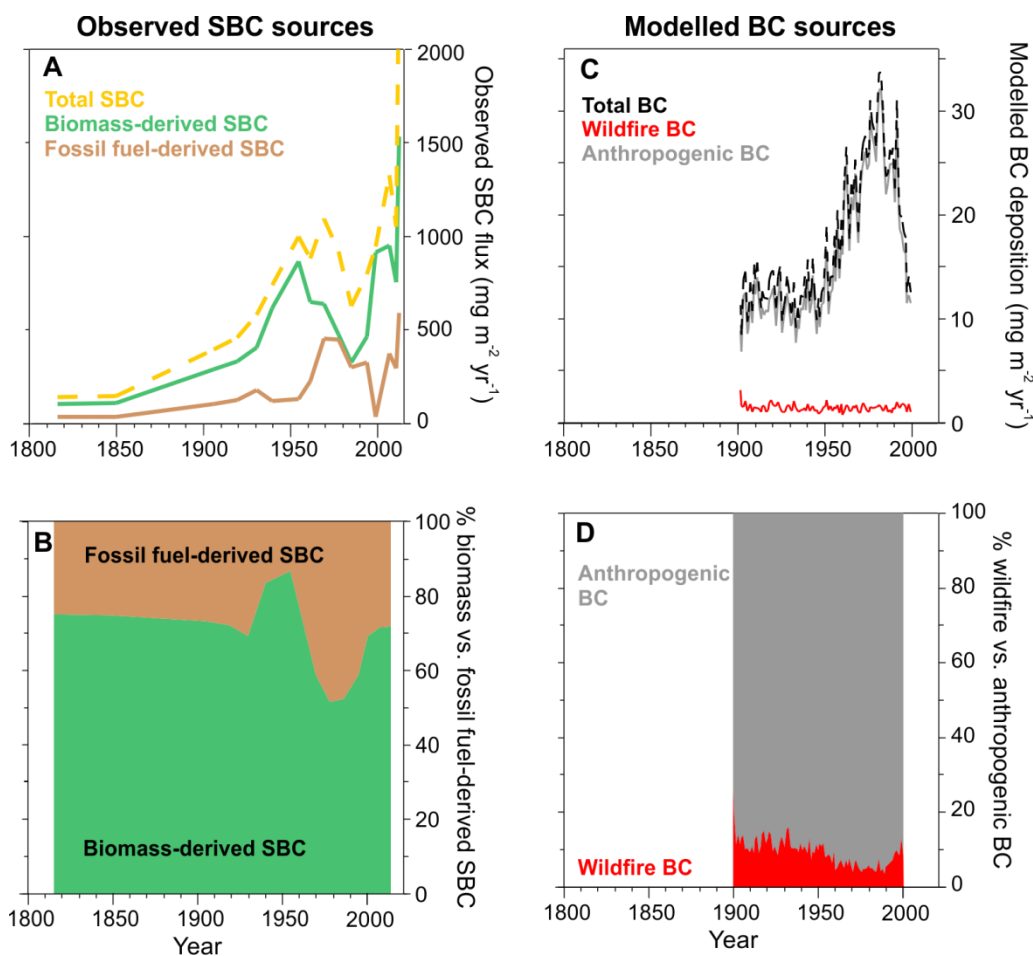 Observed SBC sources
A
Total SBC
Biomass-derived SBC
Fossil fuel-derived SBC
2000
1500
1000
500
0
Observed SBC flux (mg m⁻² yr⁻¹)
1800 1850 1900 1950 2000
Modelled BC sources
C
Total BC
Wildfire BC
Anthropogenic BC
30
20
10
0
Modelled BC deposition (mg m⁻² yr⁻¹)
1800 1850 1900 1950 2000
B
Fossil fuel-derived SBC
Biomass-derived SBC
100
80
60
40
20
0
% biomass vs. fossil fuel-derived SBC
1800 1850 1900 1950 2000
Year
D
Anthropogenic
BC
Wildfire BC
100
80
60
40
20
0
% wildfire vs. anthropogenic BC
1800 1850 1900 1950 2000
Year